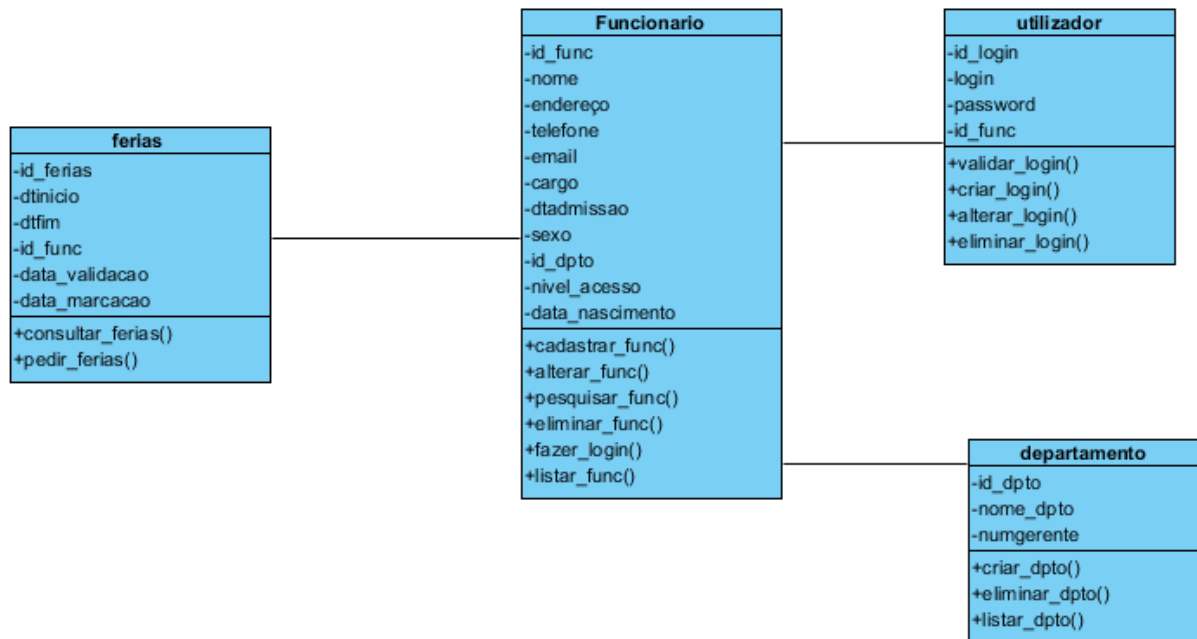 ferias
-id_ferias
-dtinicio
-dtfim
-id_func
-data_validacao
-data_marcacao
+consultar_ferias()
+pedir_ferias()
Funcionario
-id_func
-nome
-endereço
-telefone
-email
-cargo
-dtadmissao
-sexo
-id_dpto
-nivel_acesso
-data_nascimento
+cadastrar_func()
+alterar_func()
+pesquisar_func()
+eliminar_func()
+fazer_login()
+listar_func()
utilizador
-id_login
-login
-password
-id_func
+validar_login()
+criar_login()
+alterar_login()
+eliminar_login()
departamento
-id_dpto
-nome_dpto
-numgerente
+criar_dpto()
+eliminar_dpto()
+listar_dpto()